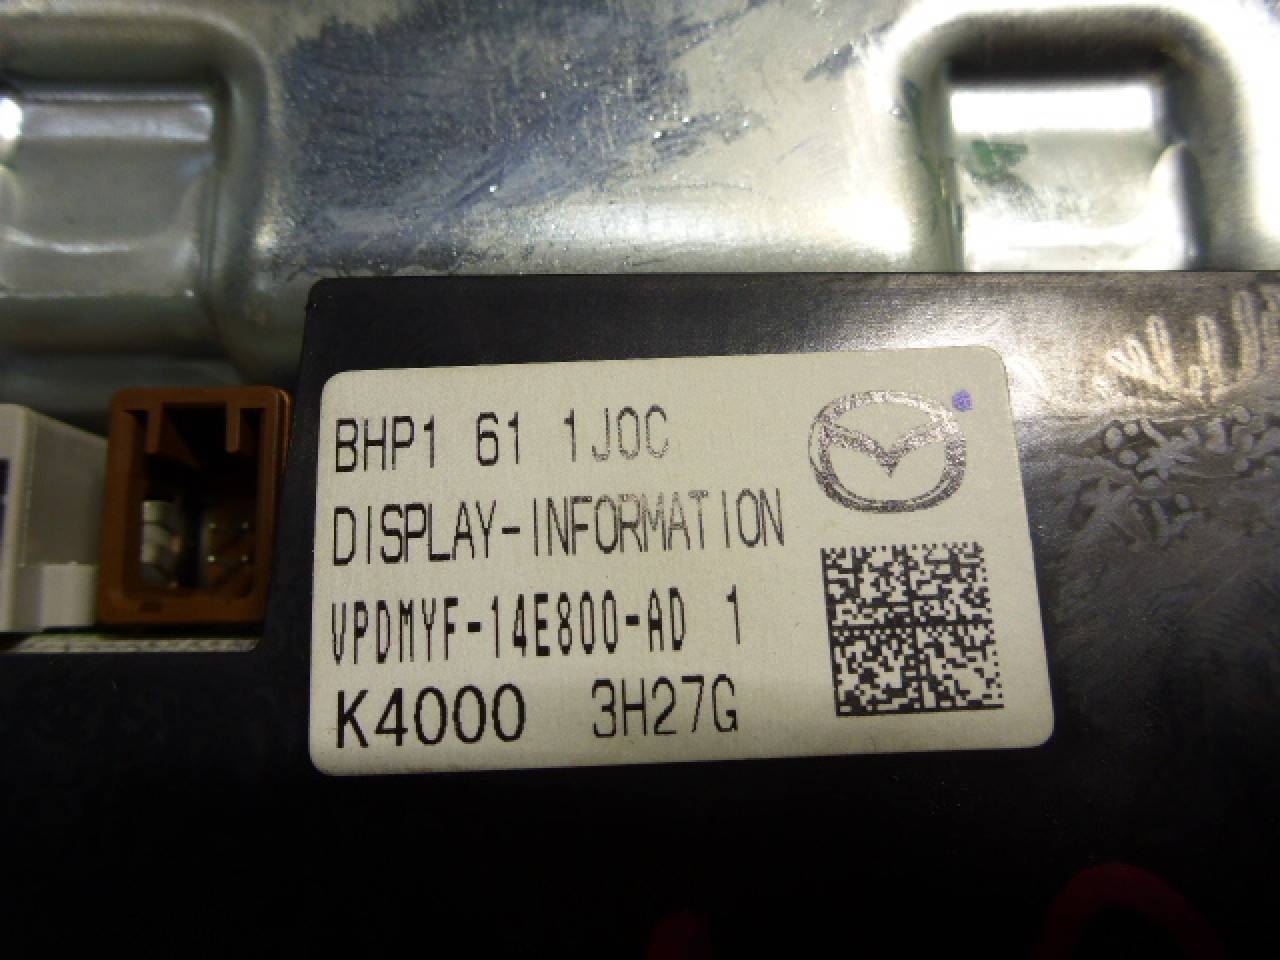 BHP1 61 1J0C
DISPLAY-INFORMATION
VPDMYF-14E800-AD 1
K4000 3H27G